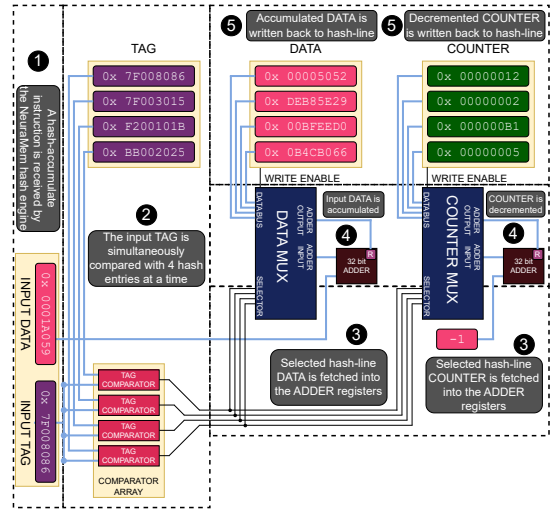 5
Accumulated DATA is
written back to hash-line
5
Decremented COUNTER
is written back to hash-line
1
A hash-accumulate
instruction is received by
the NeuraMem hash engine
TAG
0x 7F008086
0x 7F003015
0x F200101B
0x BB002025
DATA
0x 00005052
0x DEB85E29
0x 00BFEED0
0x 0B4CB066
COUNTER
0x 00000012
0x 00000002
0x 000000B1
0x 00000005
WRITE ENABLE
WRITE ENABLE
DATABUS
ADDER
OUTPUT
ADDER
INPUT
DATA MUX
SELECTOR
Input DATA is
accumulated
4
R
32 bit
ADDER
DATABUS
ADDER
OUTPUT
ADDER
INPUT
COUNTER MUX
SELECTOR
COUNTER is
decremented
4
R
32 bit
ADDER
2
The input TAG is
simultaneously
compared with 4 hash
entries at a time
INPUT DATA
0x 0001A059
INPUT TAG
0x 7F008086
−1
3
Selected hash-line
DATA is fetched into
the ADDER registers
3
Selected hash-line
COUNTER is fetched
into the ADDER
registers
TAG
COMPARATOR
TAG
COMPARATOR
TAG
COMPARATOR
TAG
COMPARATOR
COMPARATOR
ARRAY